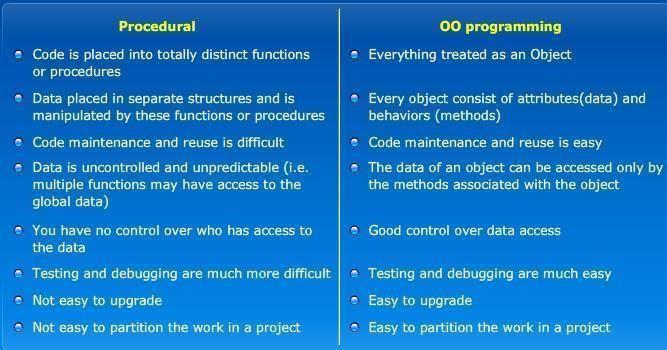 Procedural
Code is placed into totally distinct functions
or procedures
Data placed in separate structures and is
manipulated by these functions or procedures
Code maintenance and reuse is difficult
Data is uncontrolled and unpredictable (i.e.
multiple functions may have access to the
global data)
You have no control over who has access to
the data
Testing and debugging are much more difficult
Not easy to upgrade
Not easy to partition the work in a project
OO programming
Everything treated as an Object
Every object consist of attributes(data) and
behaviors (methods)
Code maintenance and reuse is easy
The data of an object can be accessed only by
the methods associated with the object
Good control over data access
Testing and debugging are much easy
Easy to upgrade
Easy to partition the work in a project